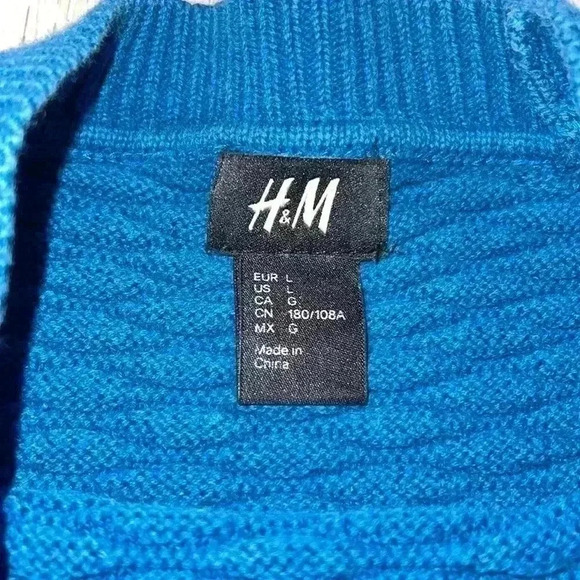 H&M
EUR L
US L
CA G
CN 180/108A
MX G
Made in
China